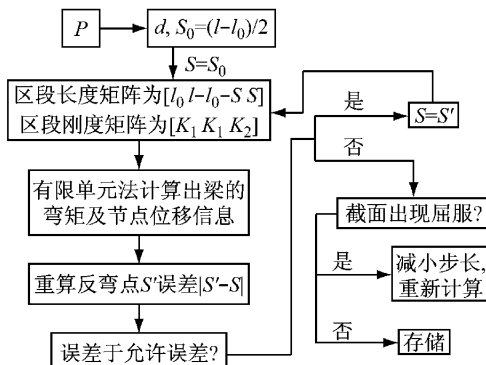 P
d, S₀=(l−l₀)/2
S=S₀
区段长度矩阵为[l₀ l−l₀−S S]
区段刚度矩阵为[K₁ K₁ K₂]
有限单元法计算出梁的
弯矩及节点位移信息
重算反弯点S′误差|S′−S|
误差于允许误差?
是
S=S′
否
截面出现屈服?
是
减小步长,
重新计算
否
存储